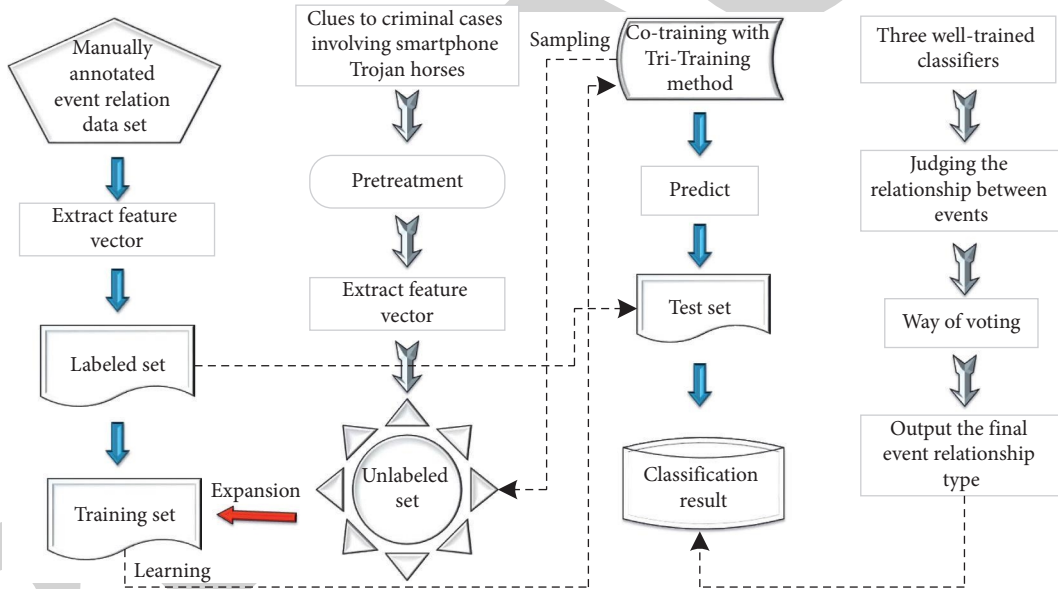 Manually
annotated
event relation
data set
Extract feature
vector
Labeled set
Training set
Learning
Clues to criminal cases
involving smartphone
Trojan horses
Pretreatment
Extract feature
vector
Unlabeled
set
Expansion
Sampling
Co-training with
Tri-Training
method
Predict
Test set
Classification
result
Three well-trained
classifiers
Judging the
relationship between
events
Way of voting
Output the final
event relationship
type